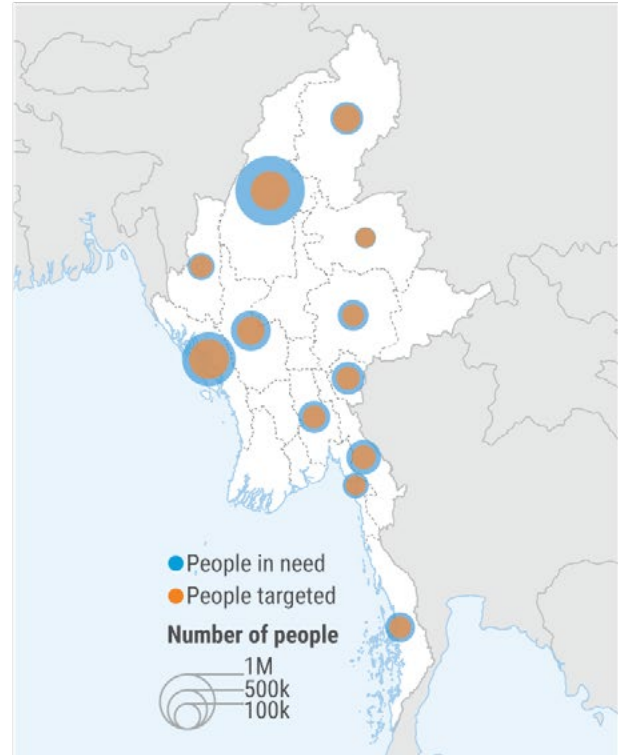 People in need
People targeted
Number of people
1M
500k
100k